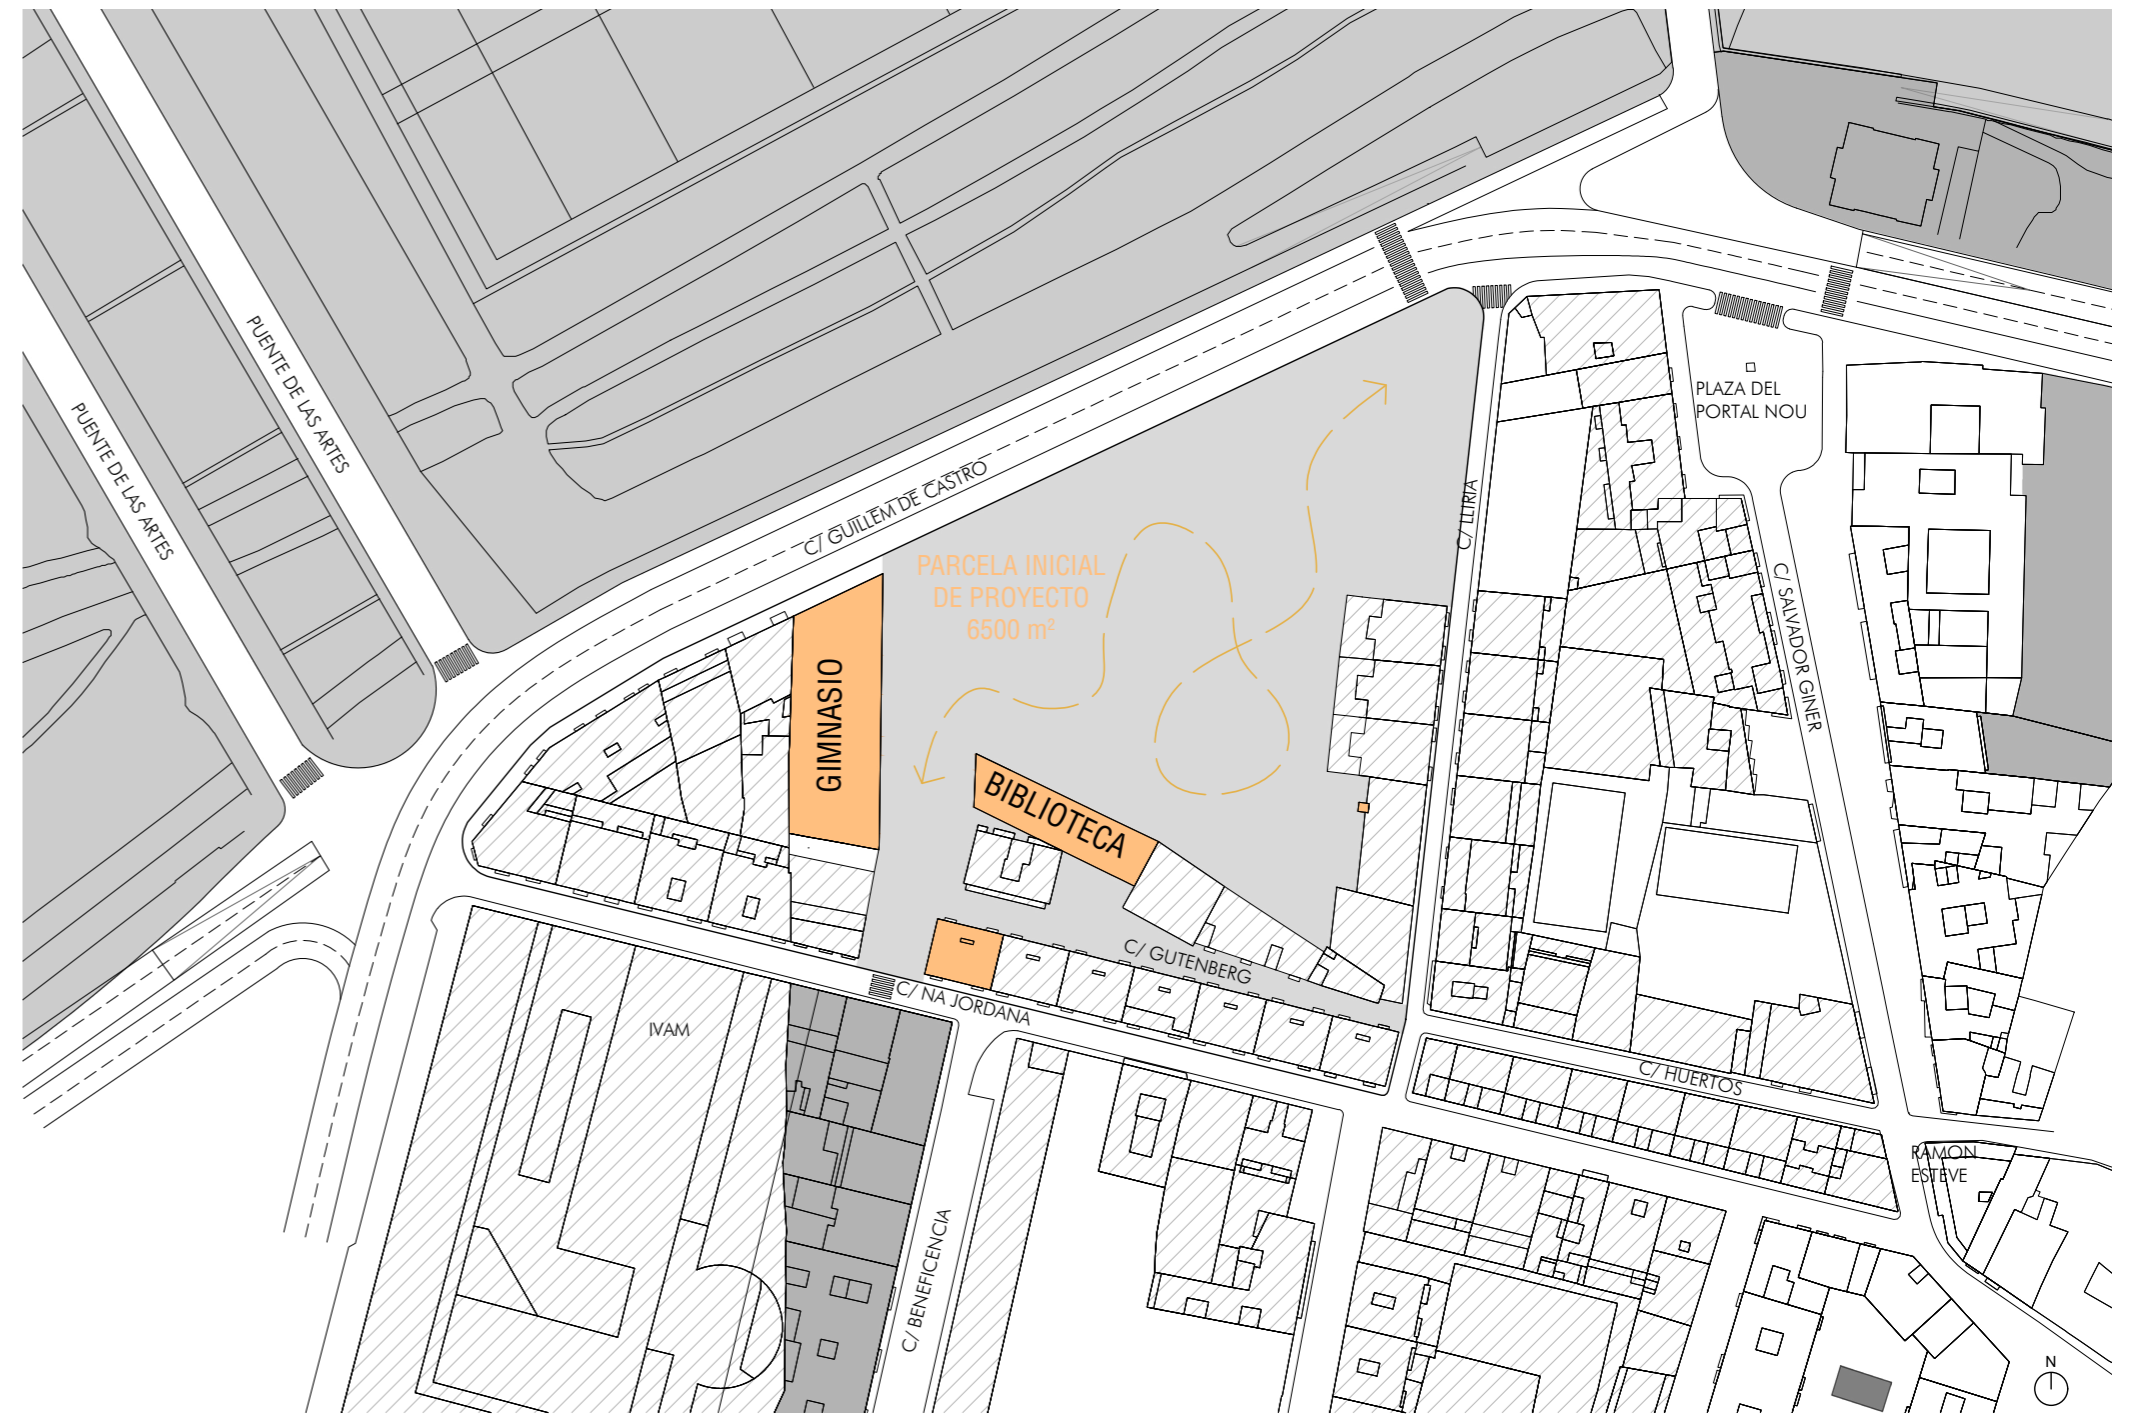 PUENTE DE LAS ARTES
PUENTE DE LAS ARTES
C/ GUILLEM DE CASTRO
PLAZA DEL
PORTAL NOU
C/ LLIRIA
PARCELA INICIAL
DE PROYECTO
6500 m²
C/ SALVADOR GINER
GIMNASIO
BIBLIOTECA
C/ GUTENBERG
C/ NA JORDANA
IVAM
C/ HUERTOS
RAMON
ESTEVE
C/ BENEFICENCIA
N